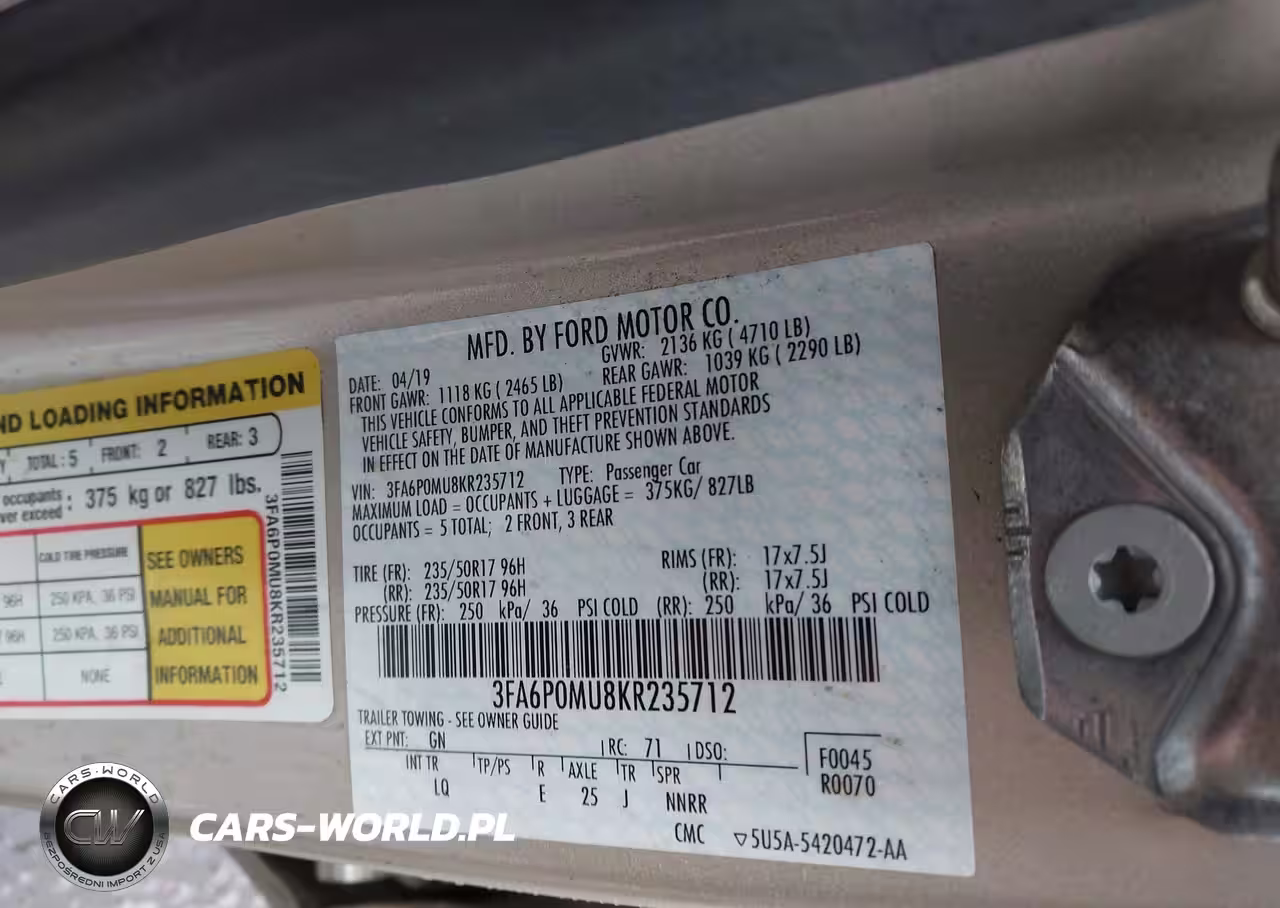 ND LOADING INFORMATION
TOTAL: 5 FRONT: 2 REAR: 3
occupants
ver exceed : 375 kg or 827 lbs.
COLD TIRE PRESSURE
96H 250 KPA, 36 PSI
96H 250 KPA, 36 PSI
NONE
SEE OWNERS
MANUAL FOR
ADDITIONAL
INFORMATION
3FA6P0MU8KR235712
MFD. BY FORD MOTOR CO.
DATE: 04/19 GVWR: 2136 KG ( 4710 LB)
FRONT GAWR: 1118 KG ( 2465 LB) REAR GAWR: 1039 KG ( 2290 LB)
THIS VEHICLE CONFORMS TO ALL APPLICABLE FEDERAL MOTOR
VEHICLE SAFETY, BUMPER, AND THEFT PREVENTION STANDARDS
IN EFFECT ON THE DATE OF MANUFACTURE SHOWN ABOVE.
VIN: 3FA6P0MU8KR235712 TYPE: Passenger Car
MAXIMUM LOAD = OCCUPANTS + LUGGAGE = 375KG/ 827LB
OCCUPANTS = 5 TOTAL; 2 FRONT, 3 REAR
TIRE (FR): 235/50R17 96H RIMS (FR): 17x7.5J
(RR): 235/50R17 96H (RR): 17x7.5J
PRESSURE (FR): 250 kPa/ 36 PSI COLD (RR): 250 kPa/ 36 PSI COLD
3FA6P0MU8KR235712
TRAILER TOWING - SEE OWNER GUIDE
EXT PNT: GN RC: 71 DSO: F0045
INT TR TP/PS R AXLE TR SPR R0070
LQ E 25 J NNRR
CMC ▽5U5A-5420472-AA
CARS-WORLD
CW
BEZPOŚREDNI IMPORT Z USA
CARS-WORLD.PL